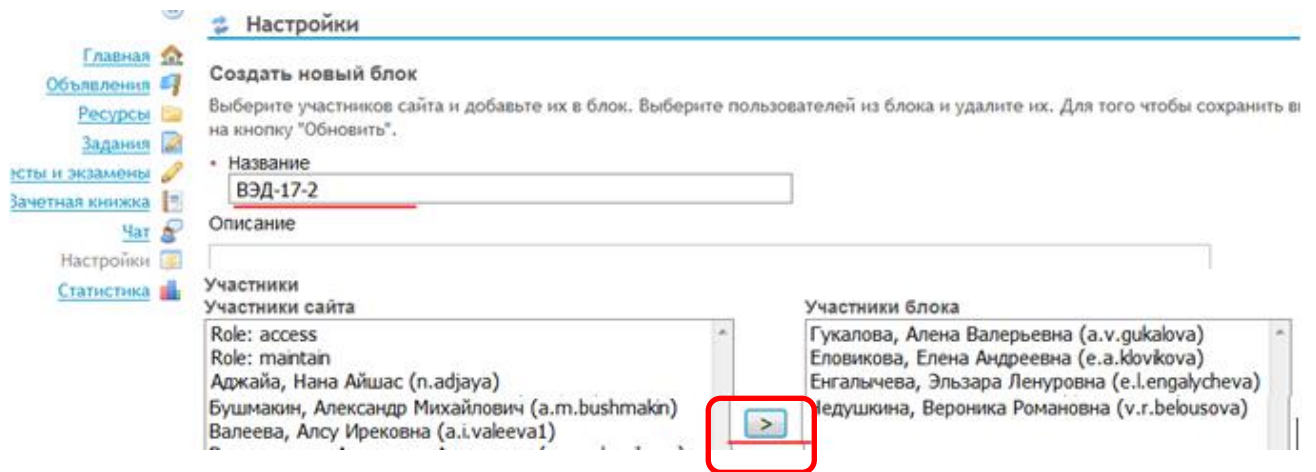 Настройки
Главная
Объявления
Ресурсы
Задания
есты и экзамены
Зачетная книжка
Чат
Настройки
Статистика
Создать новый блок
Выберите участников сайта и добавьте их в блок. Выберите пользователей из блока и удалите их. Для того чтобы сохранить
на кнопку "Обновить".
• Название
ВЭД-17-2
Описание
Участники
Участники сайта
Role: access
Role: maintain
Аджайа, Нана Айшас (n.adjaya)
Бушмакин, Александр Михайлович (a.m.bushmakin)
Валеева, Алсу Ирековна (a.i.valeeva1)
>
Участники блока
Гукалова, Алена Валерьевна (a.v.gukalova)
Еловикова, Елена Андреевна (e.a.klovikova)
Енгалычева, Эльзара Ленуровна (e.l.engalycheva)
Недушкина, Вероника Романовна (v.r.belousova)